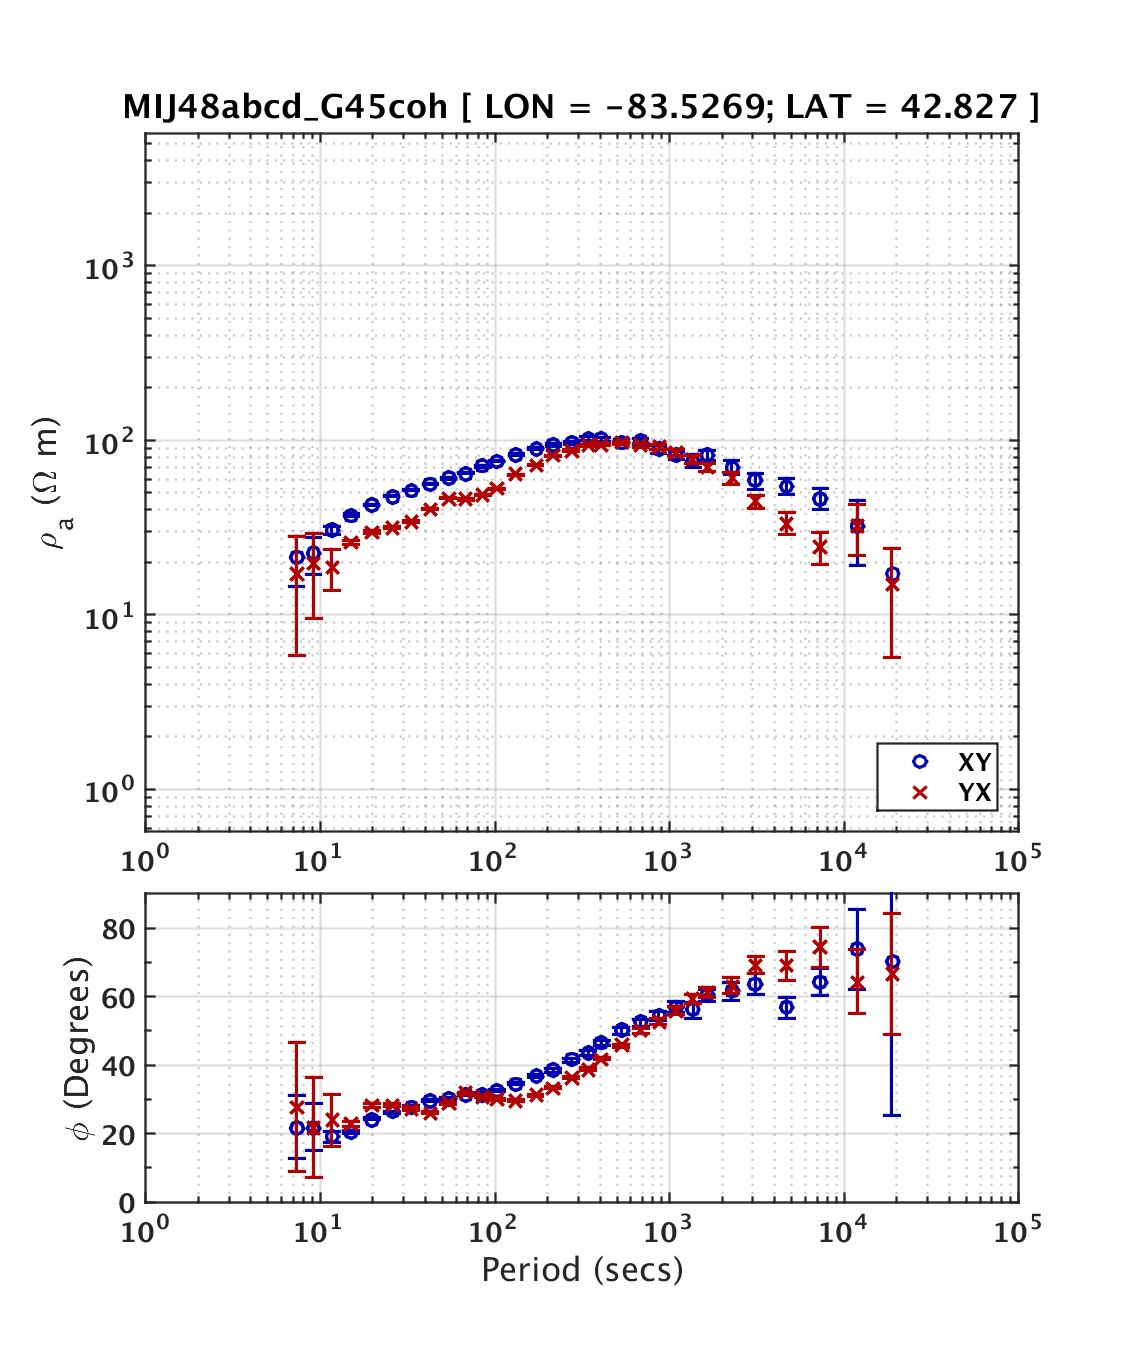 MIJ48abcd_G45coh [ LON = -83.5269; LAT = 42.827 ]
ρa (Ω m)
10³
10²
10¹
10⁰
XY
YX
10⁰ 10¹ 10² 10³ 10⁴ 10⁵
ϕ (Degrees)
80
60
40
20
0
10⁰ 10¹ 10² 10³ 10⁴ 10⁵
Period (secs)